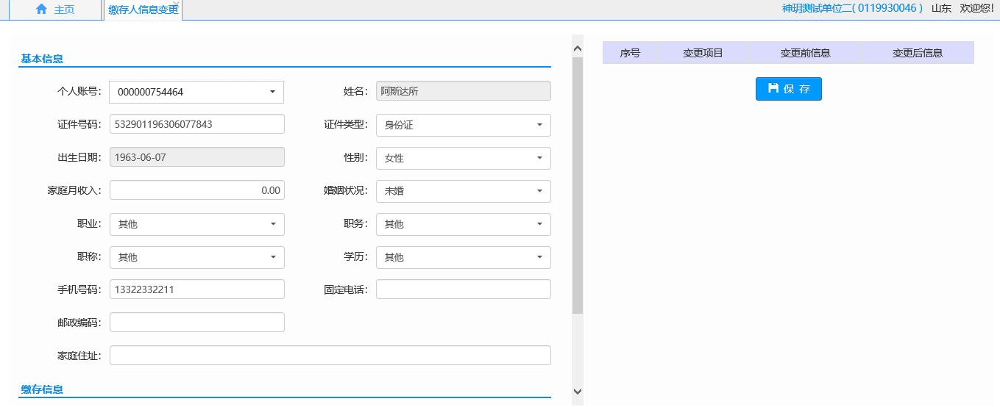 主页 缴存人信息变更 神玥测试单位二( 0119930046 ) 山东 欢迎您!
基本信息
序号 变更项目 变更前信息 变更后信息
个人账号： 000000754464 姓名： 阿斯达所
保 存
证件号码： 532901196306077843 证件类型： 身份证
出生日期： 1963-06-07 性别： 女性
家庭月收入： 0.00 婚姻状况： 未婚
职业： 其他 职务： 其他
职称： 其他 学历： 其他
手机号码： 13322332211 固定电话：
邮政编码：
家庭住址：
缴存信息